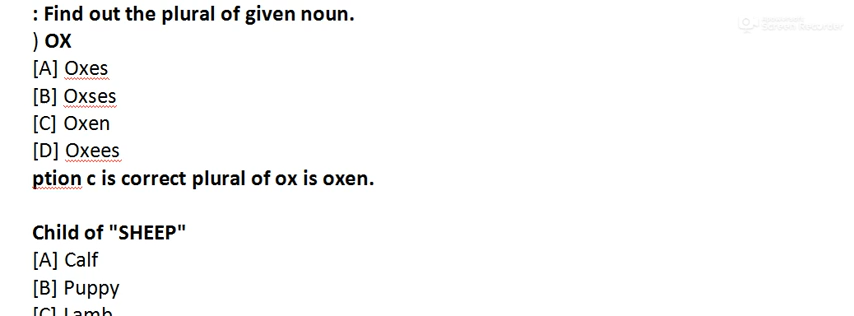 : Find out the plural of given noun.
) OX
[A] Oxes
[B] Oxses
[C] Oxen
[D] Oxees
ption c is correct plural of ox is oxen.
Child of "SHEEP"
[A] Calf
[B] Puppy
[C] Lamb